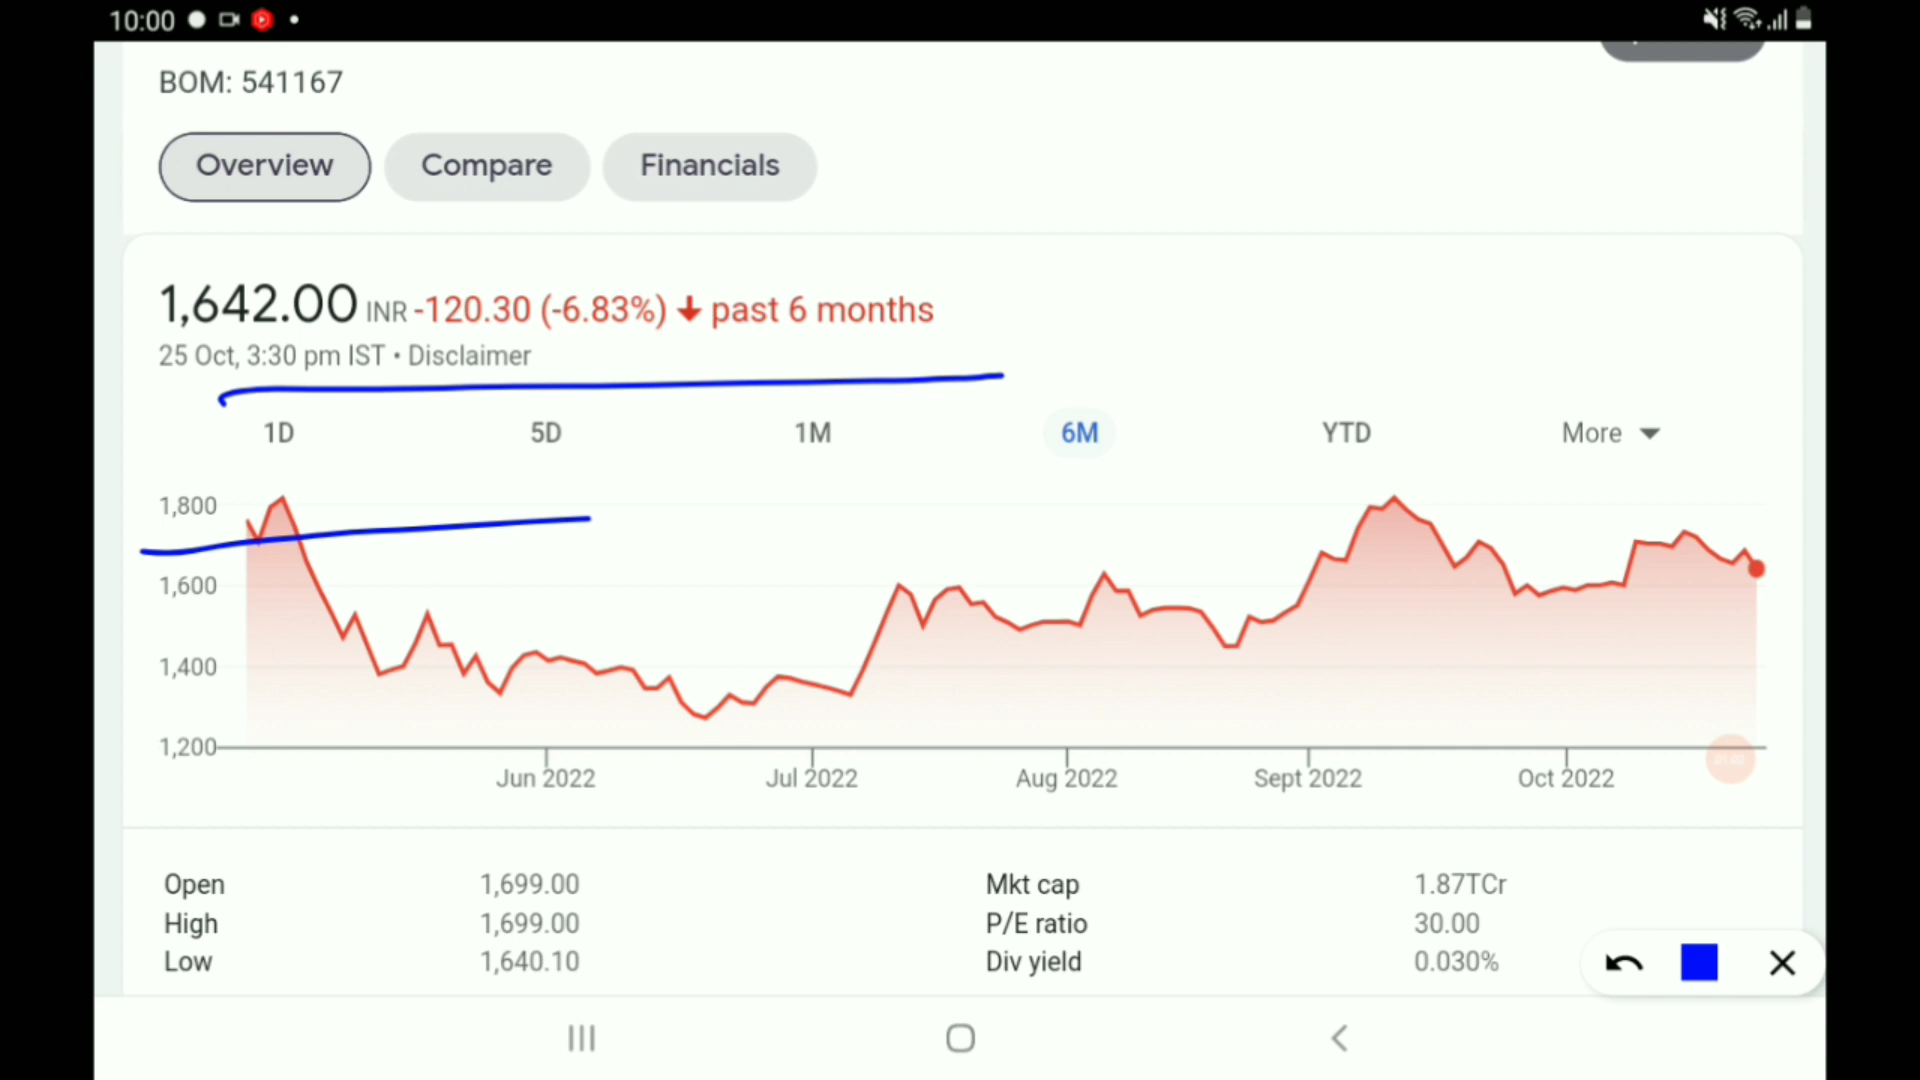 10:00
BOM: 541167
Overview Compare Financials
1,642.00 INR -120.30 (-6.83%) past 6 months
25 Oct, 3:30 pm IST • Disclaimer
1D 5D 1M 6M YTD More
1,800
1,600
1,400
1,200
Jun 2022 Jul 2022 Aug 2022 Sept 2022 Oct 2022
Open 1,699.00 Mkt cap 1.87TCr
High 1,699.00 P/E ratio 30.00
Low 1,640.10 Div yield 0.030%